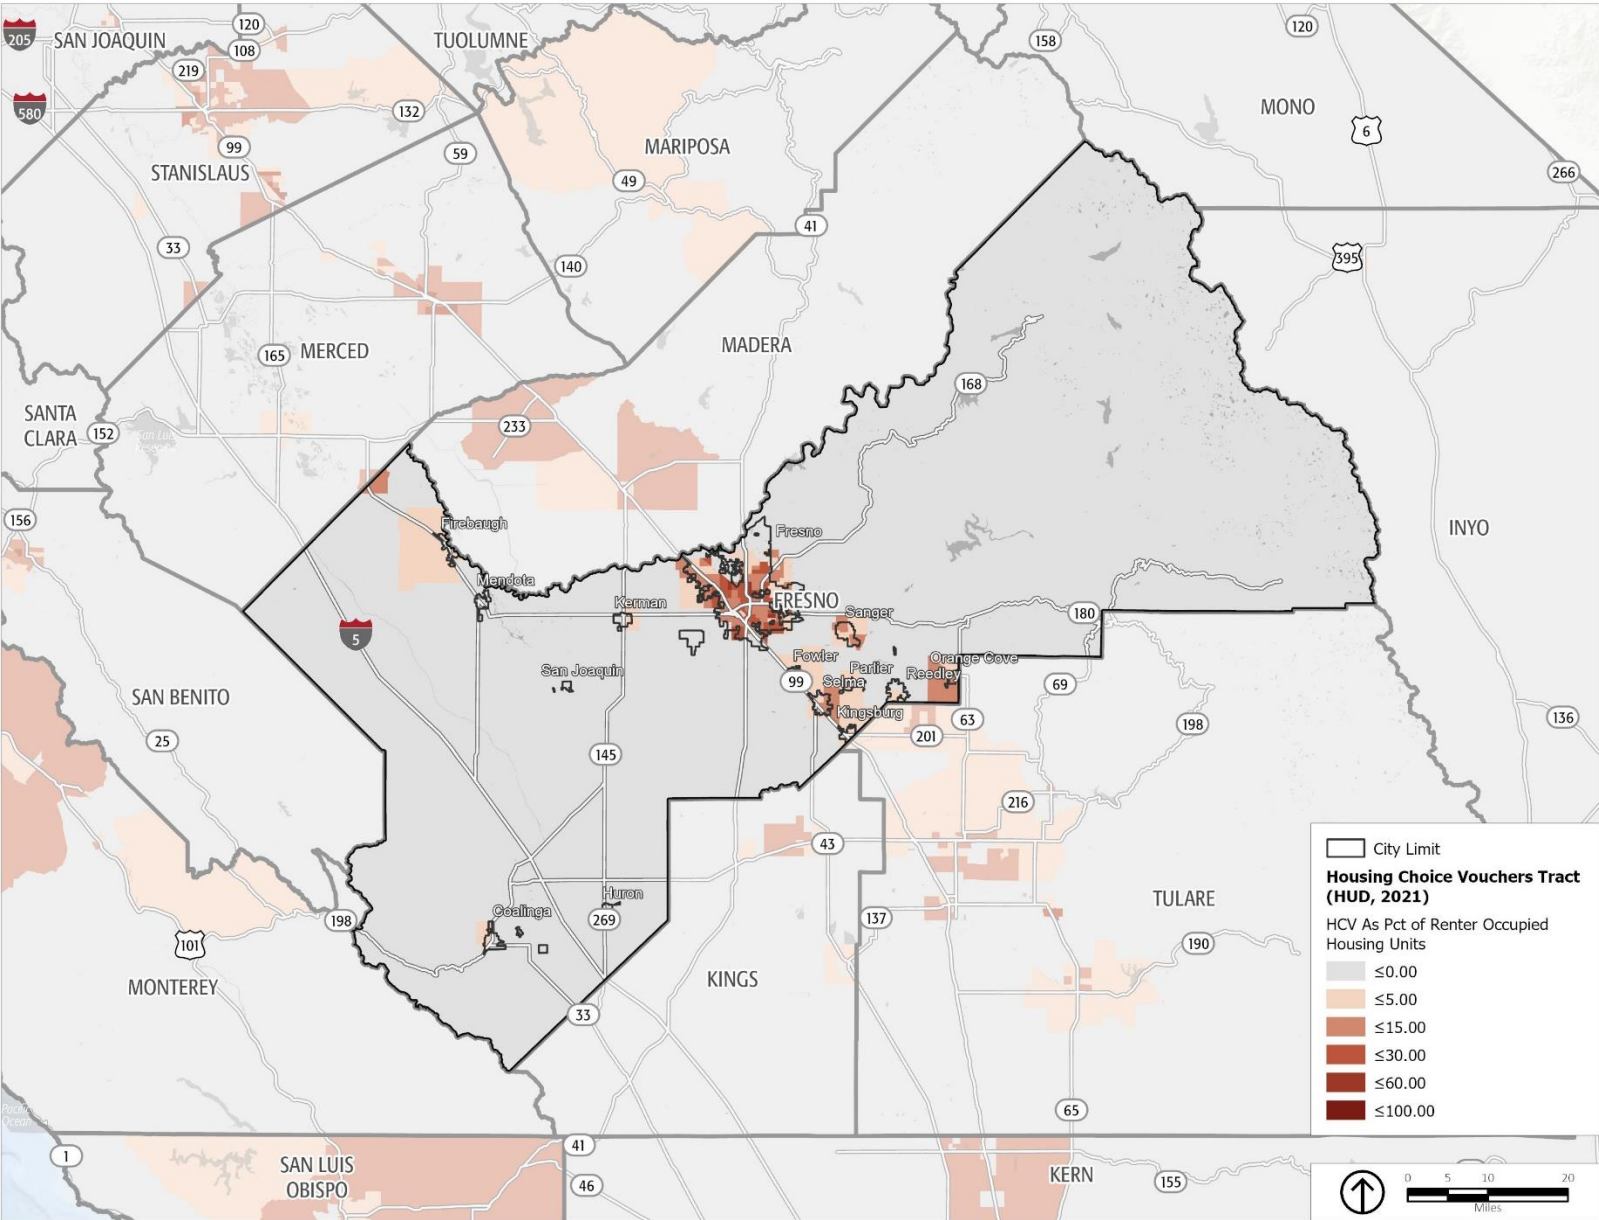 205
SAN JOAQUIN
120
108
219
TUOLUMNE
158
120
580
132
MONO
6
99
59
MARIPOSA
STANISLAUS
49
266
33
41
395
140
165
MERCED
MADERA
168
SANTA
CLARA
152
San Luis
Reservoir
233
156
Firebaugh
Fresno
INYO
Mendota
Kerman
FRESNO
Sanger
180
5
Fowler
Orange Cove
San Joaquin
Parlier
Reedley
99
Selma
69
SAN BENITO
Kingsburg
63
198
136
25
201
145
216
43
Huron
Coalinga
269
198
137
TULARE
101
190
MONTEREY
KINGS
33
65
Pacific
Ocean
1
41
SAN LUIS
OBISPO
46
KERN
155
City Limit
Housing Choice Vouchers Tract
(HUD, 2021)
HCV As Pct of Renter Occupied
Housing Units
≤0.00
≤5.00
≤15.00
≤30.00
≤60.00
≤100.00
0 5 10 20
Miles